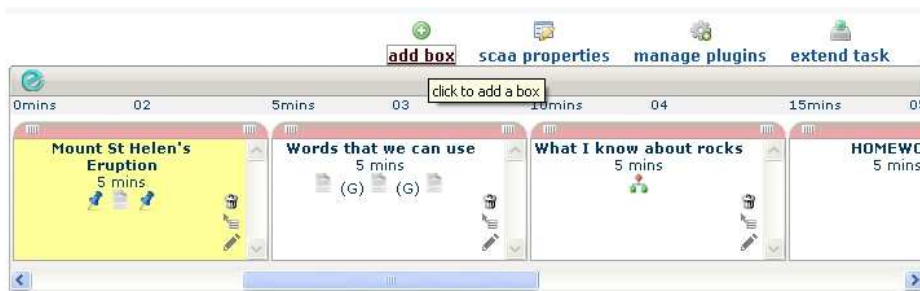 add box scaa properties manage plugins extend task
click to add a box
0mins 02 5mins 03 10mins 04 15mins
Mount St Helen's
Eruption
5 mins
Words that we can use
5 mins
(G) (G)
What I know about rocks
5 mins
HOMEWO
5 mins